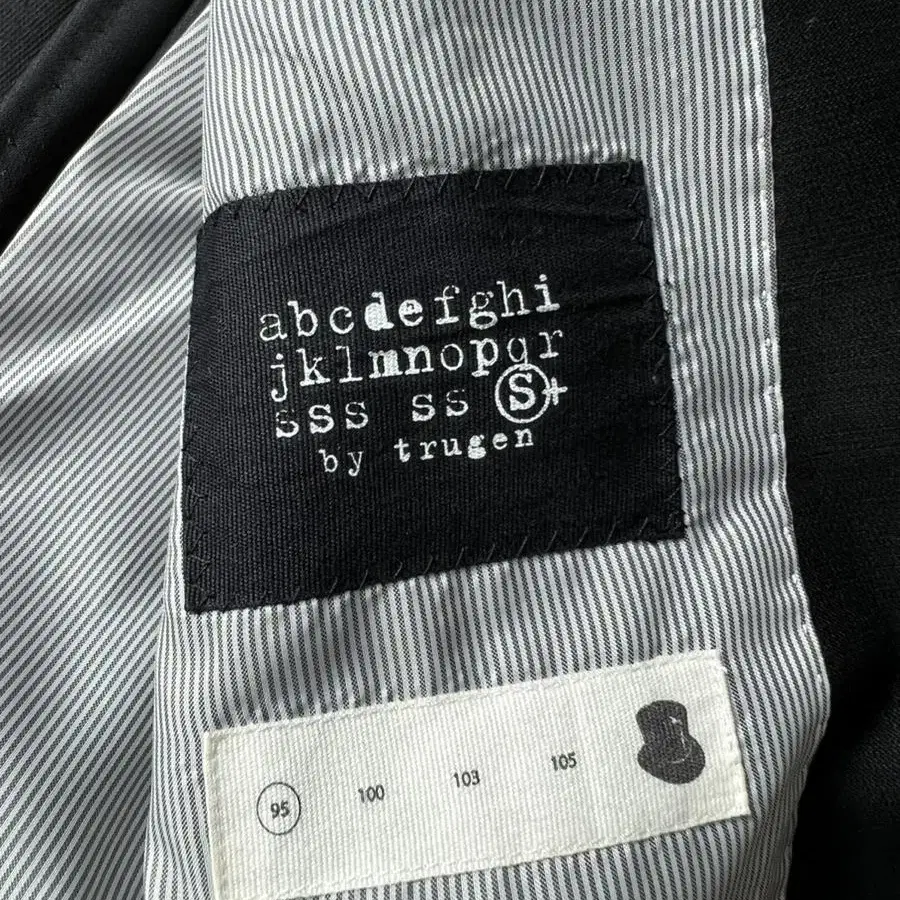 abcdefghi
jklmnopqr
sss ss S+
by trugen
95 100 103 105